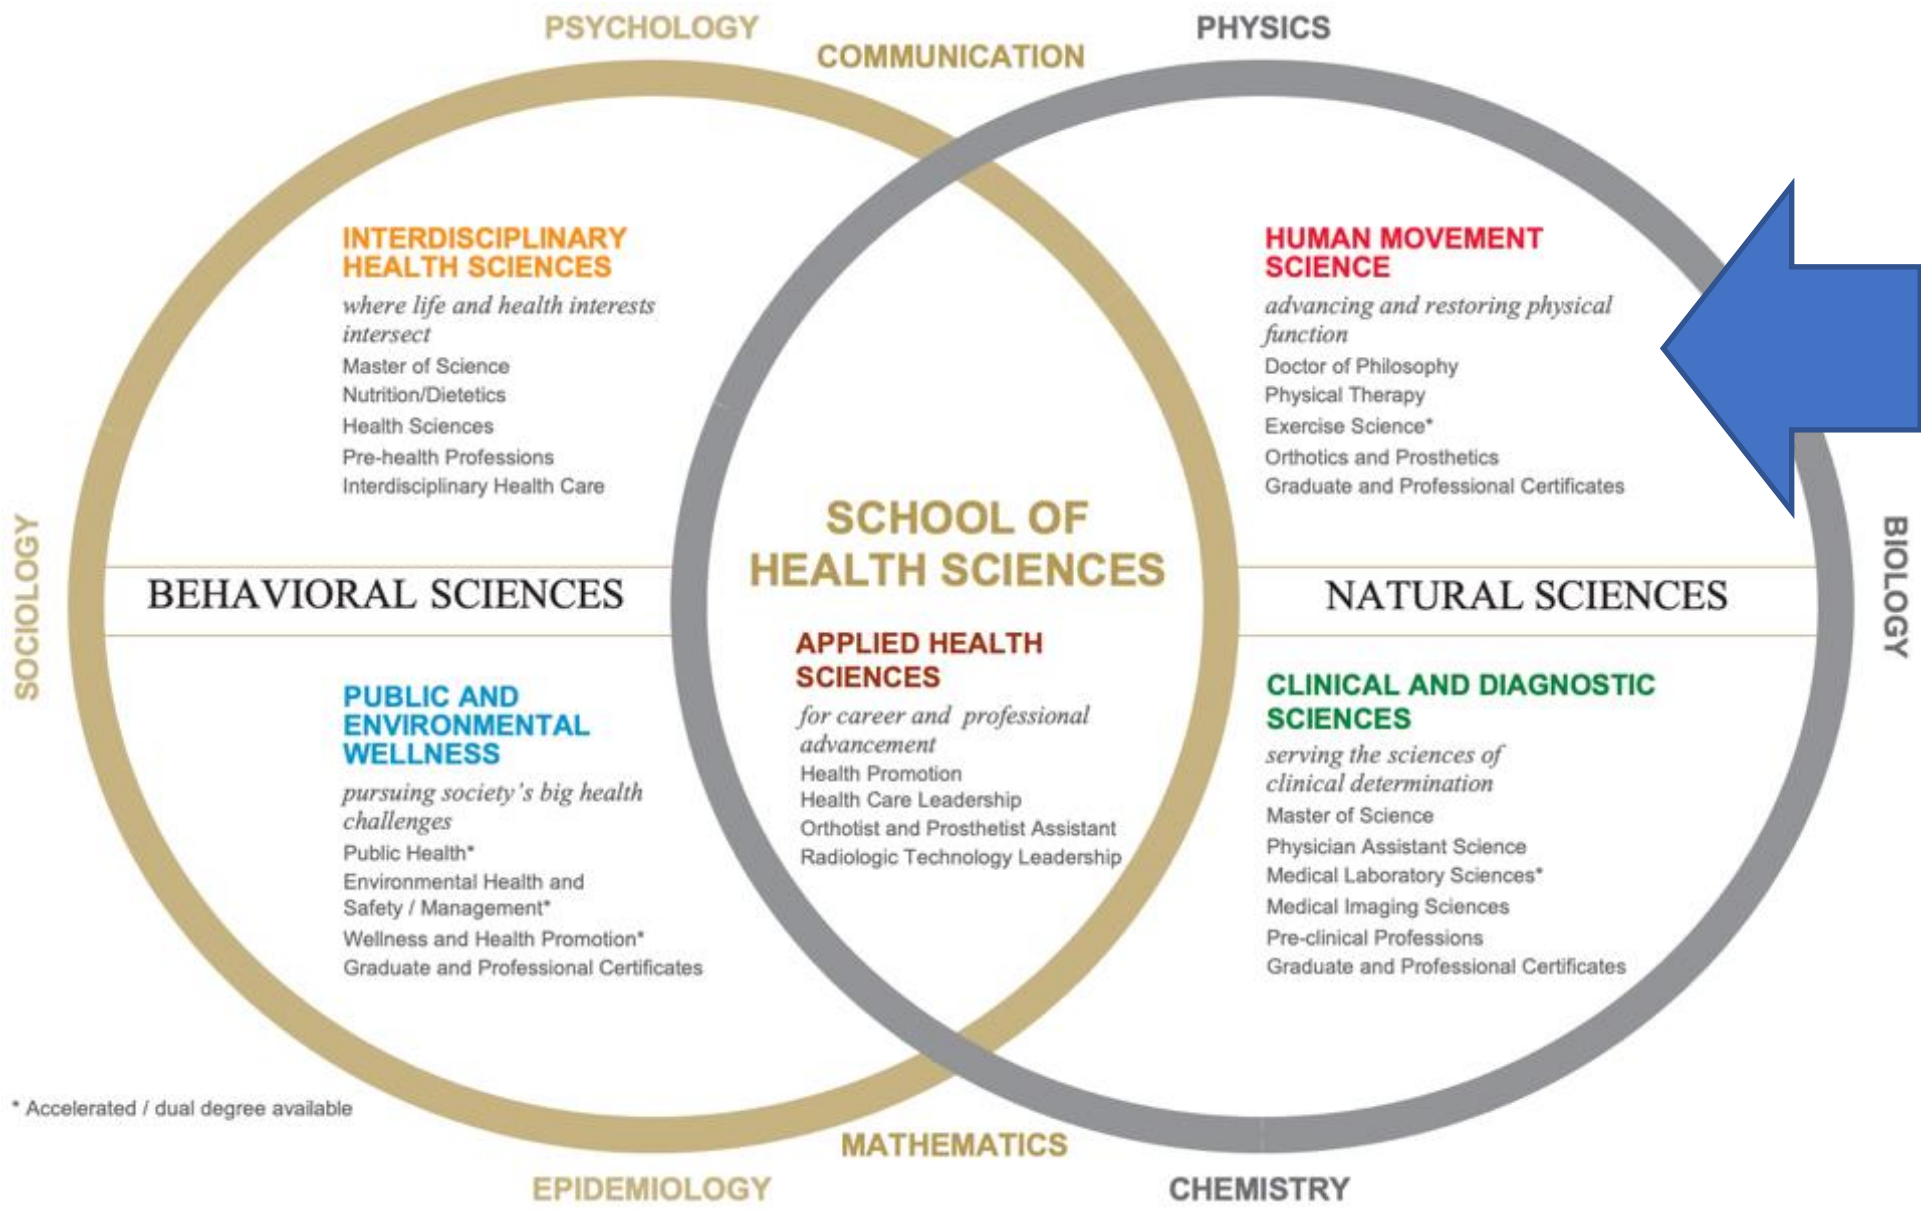 PSYCHOLOGY
COMMUNICATION
PHYSICS
INTERDISCIPLINARY
HEALTH SCIENCES
where life and health interests
intersect
Master of Science
Nutrition/Dietetics
Health Sciences
Pre-health Professions
Interdisciplinary Health Care
HUMAN MOVEMENT
SCIENCE
advancing and restoring physical
function
Doctor of Philosophy
Physical Therapy
Exercise Science*
Orthotics and Prosthetics
Graduate and Professional Certificates
SOCIOLOGY
BEHAVIORAL SCIENCES
SCHOOL OF
HEALTH SCIENCES
NATURAL SCIENCES
BIOLOGY
PUBLIC AND
ENVIRONMENTAL
WELLNESS
pursuing society's big health
challenges
Public Health*
Environmental Health and
Safety / Management*
Wellness and Health Promotion*
Graduate and Professional Certificates
APPLIED HEALTH
SCIENCES
for career and professional
advancement
Health Promotion
Health Care Leadership
Orthotist and Prosthetist Assistant
Radiologic Technology Leadership
CLINICAL AND DIAGNOSTIC
SCIENCES
serving the sciences of
clinical determination
Master of Science
Physician Assistant Science
Medical Laboratory Sciences*
Medical Imaging Sciences
Pre-clinical Professions
Graduate and Professional Certificates
* Accelerated / dual degree available
MATHEMATICS
EPIDEMIOLOGY
CHEMISTRY